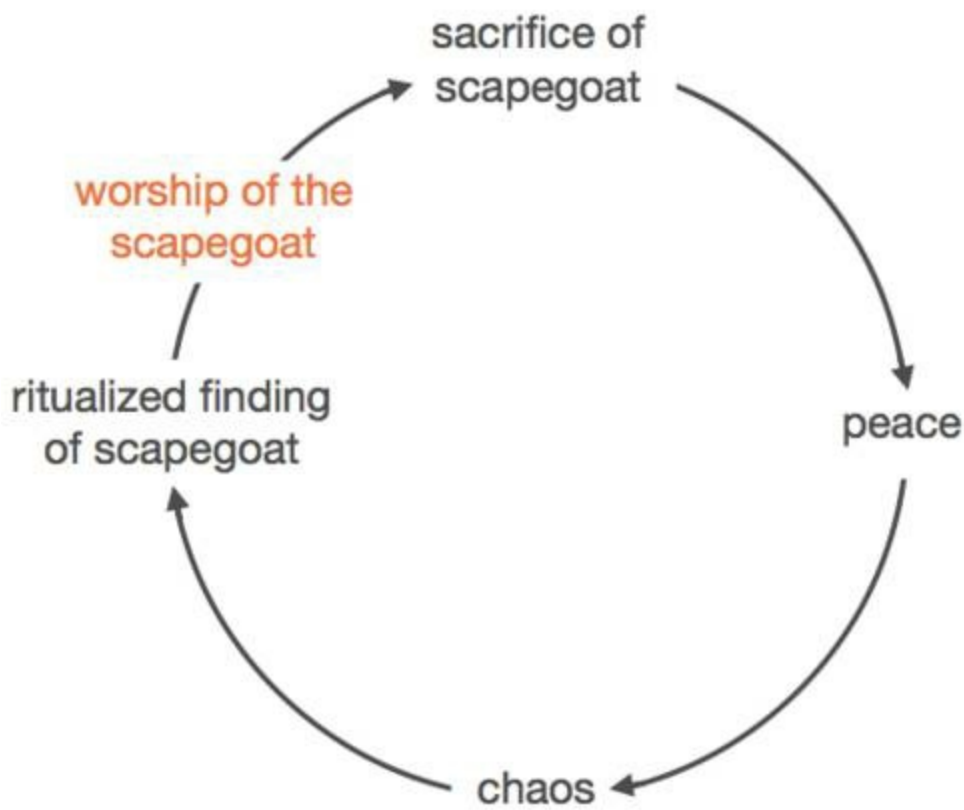 sacrifice of
scapegoat
worship of the
scapegoat
ritualized finding
of scapegoat
peace
chaos